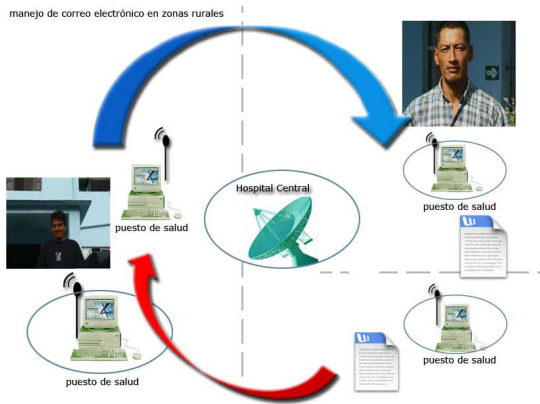 manejo de correo electrónico en zonas rurales
Hospital Central
puesto de salud
puesto de salud
puesto de salud
puesto de salud